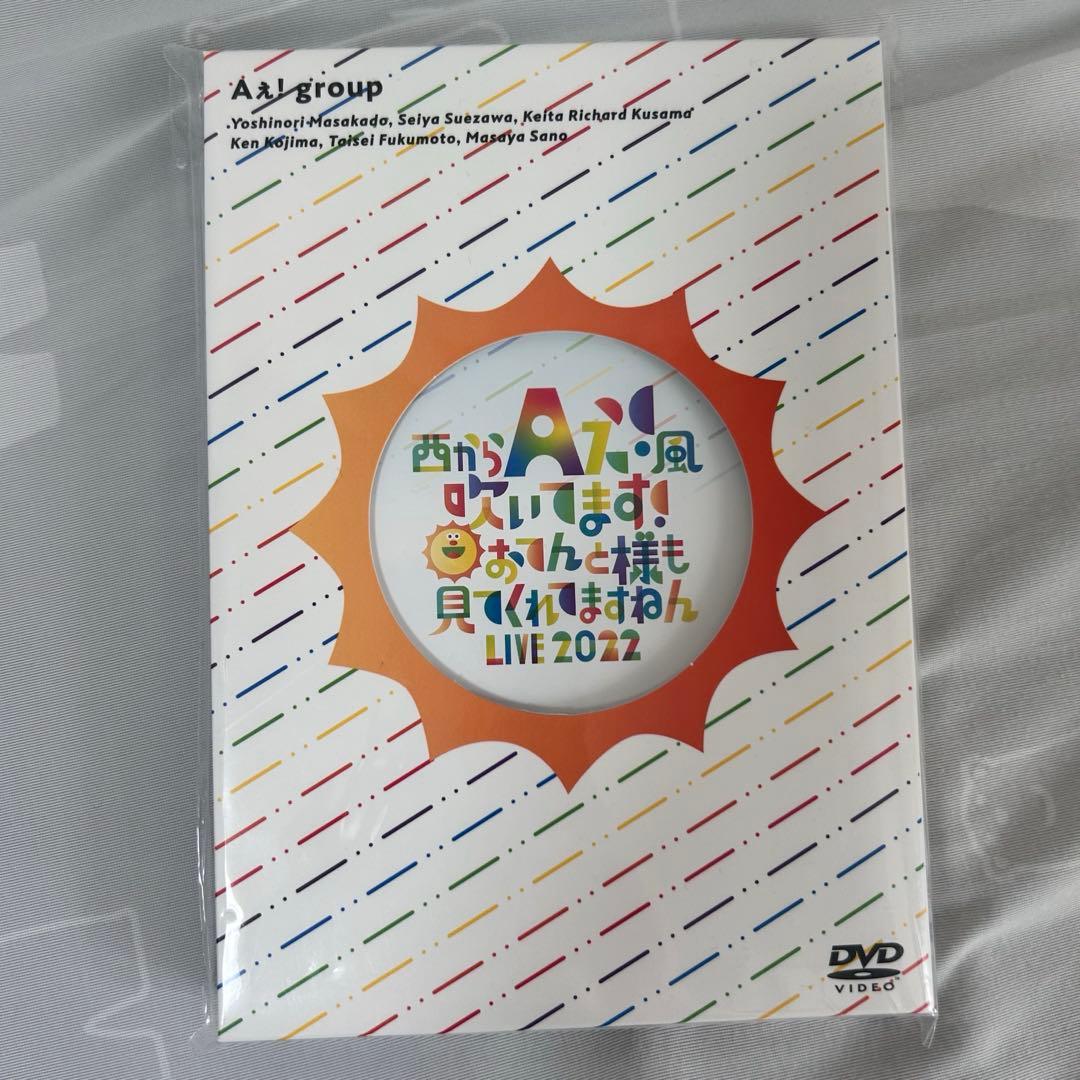 Aぇ! group
Yoshinori Masakado, Seiya Suezawa, Keita Richard Kusama
Ken Kojima, Taisei Fukumoto, Masaya Sano
西からAぇ!風
吹いてます!
おてんと様も
見てくれてますねん
LIVE 2022
DVD
VIDEO